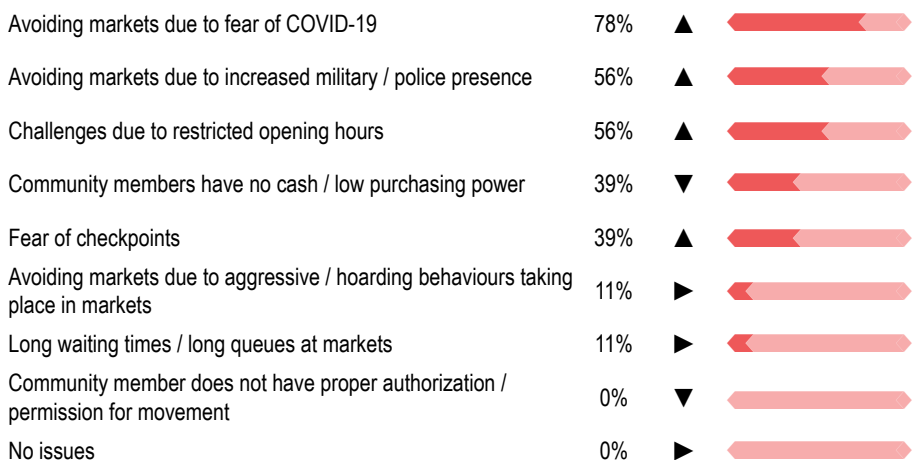 Avoiding markets due to fear of COVID-19 78% ▲
Avoiding markets due to increased military / police presence 56% ▲
Challenges due to restricted opening hours 56% ▲
Community members have no cash / low purchasing power 39% ▼
Fear of checkpoints 39% ▲
Avoiding markets due to aggressive / hoarding behaviours taking
place in markets 11% ►
Long waiting times / long queues at markets 11% ►
Community member does not have proper authorization /
permission for movement 0% ▼
No issues 0% ►